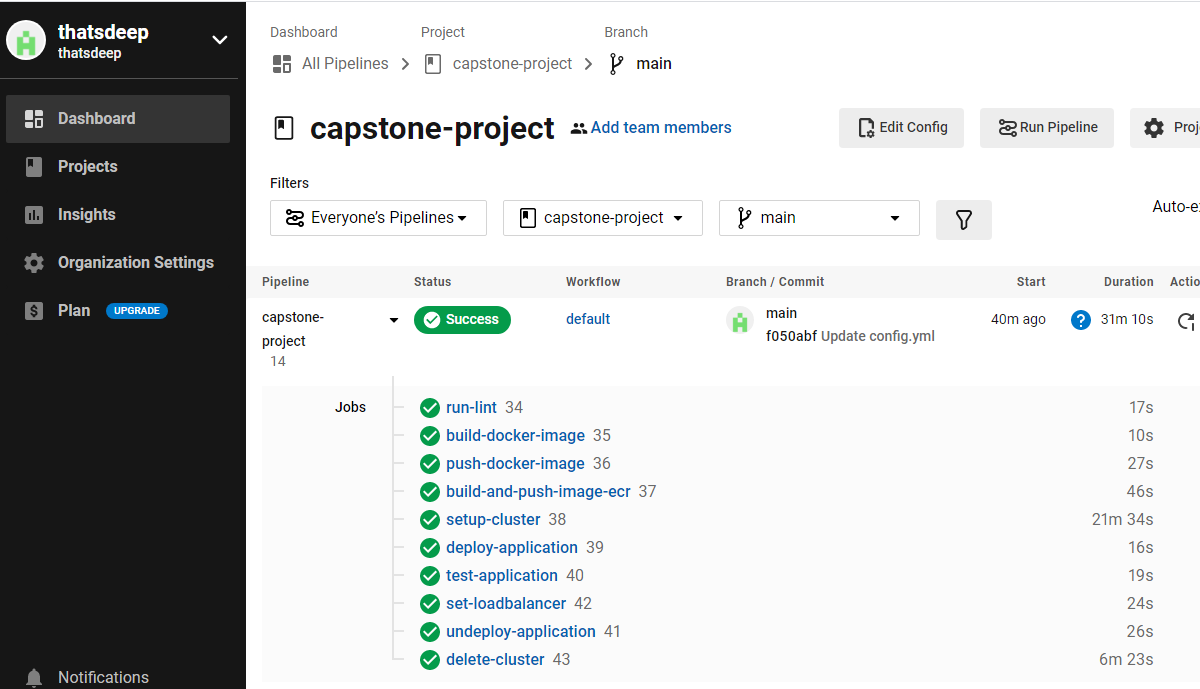 thatsdeep
thatsdeep
Dashboard
Projects
Insights
Organization Settings
Plan UPGRADE
Notifications
Dashboard Project Branch
All Pipelines capstone-project main
capstone-project Add team members Edit Config Run Pipeline Proj
Filters
Everyone's Pipelines capstone-project main
Auto-ex
Pipeline Status Workflow Branch / Commit Start Duration Actio
capstone-project Success default main 40m ago 31m 10s
f050abf Update config.yml
14
Jobs
run-lint 34 17s
build-docker-image 35 10s
push-docker-image 36 27s
build-and-push-image-ecr 37 46s
setup-cluster 38 21m 34s
deploy-application 39 16s
test-application 40 19s
set-loadbalancer 42 24s
undeploy-application 41 26s
delete-cluster 43 6m 23s